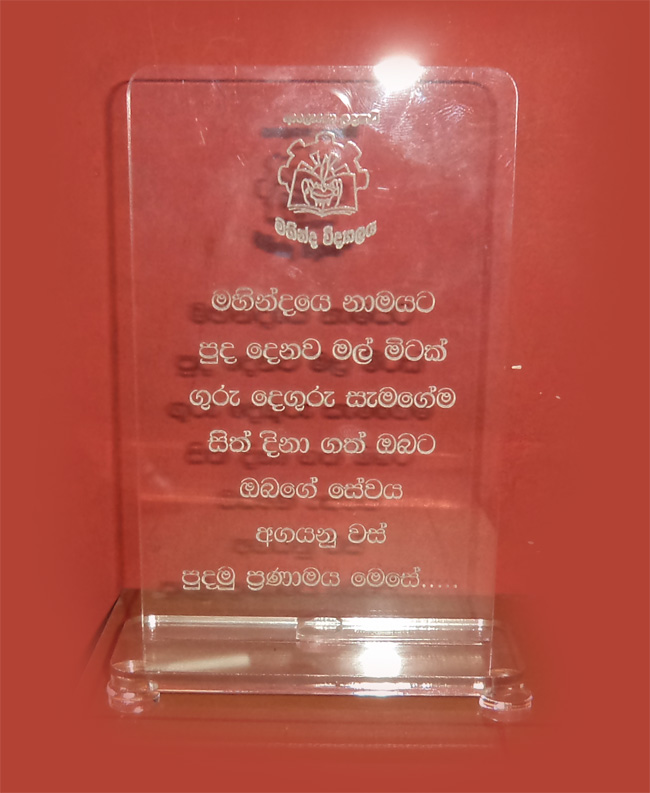 මහින්ද විද්‍යාලය
මහින්දයෙ නාමයට
පුද දෙනව මල් මිටක්
ගුරු දෙගුරු සැමගේම
සිත් දිනා ගත් ඔබට
ඔබගේ සේවය
අගයනු වස්
පුදමු ප්‍රණාමය මෙසේ.....